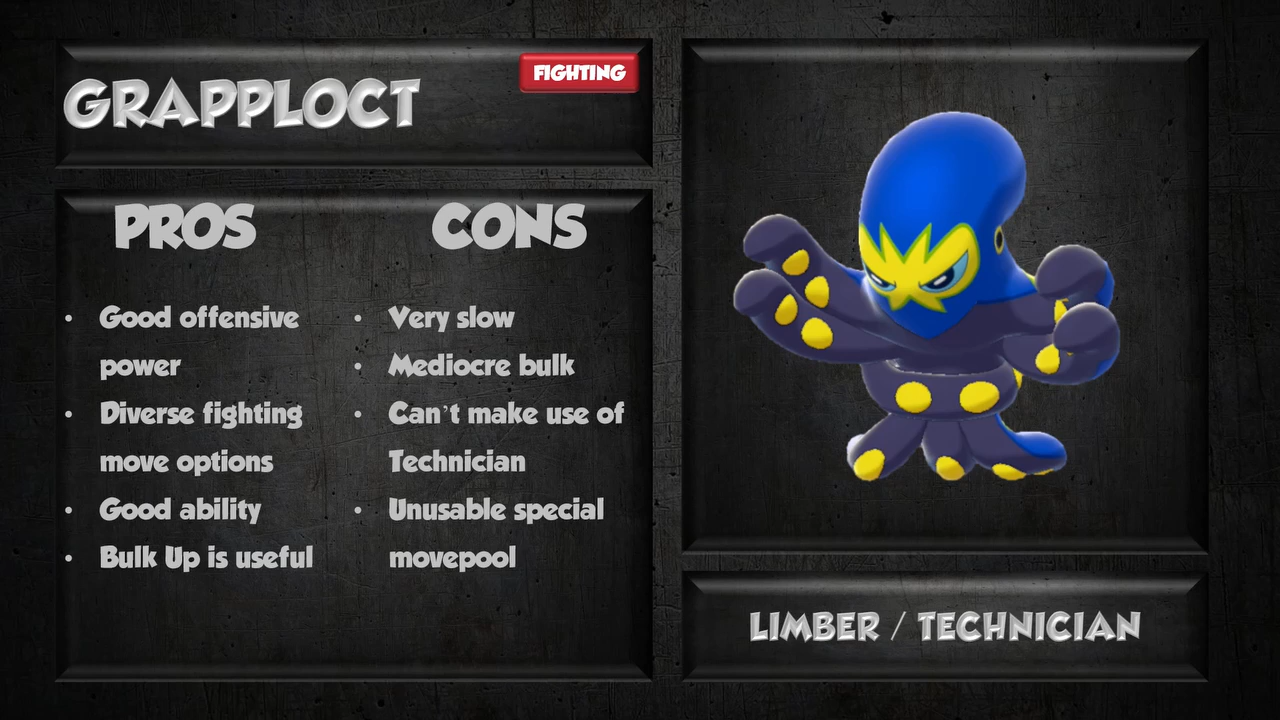 GRAPPLOCT
FIGHTING
PROS
• Good offensive
power
• Diverse fighting
move options
• Good ability
• Bulk Up is useful
CONS
• Very slow
• Mediocre bulk
• Can't make use of
Technician
• Unusable special
movepool
LIMBER / TECHNICIAN